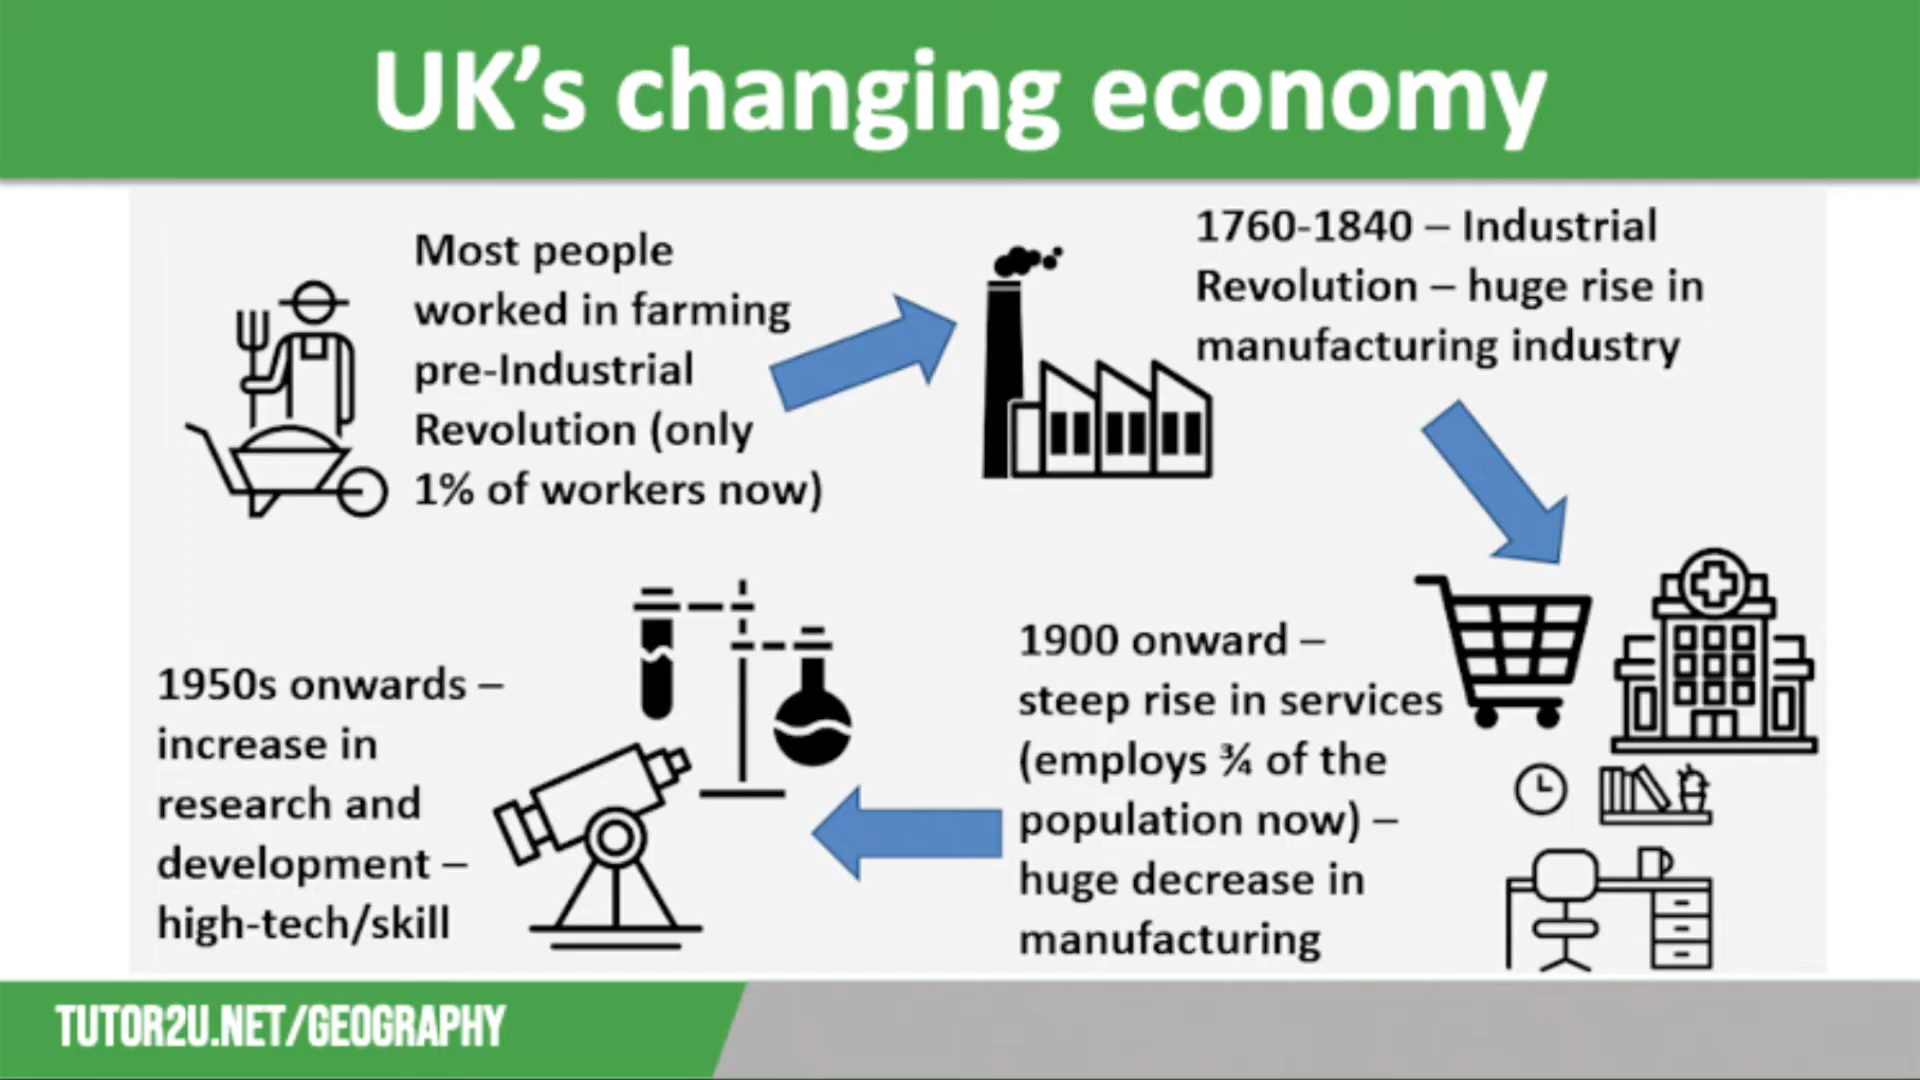 UK's changing economy
Most people
worked in farming
pre-Industrial
Revolution (only
1% of workers now)
1760-1840 – Industrial
Revolution – huge rise in
manufacturing industry
1900 onward –
steep rise in services
(employs ¾ of the
population now) –
huge decrease in
manufacturing
1950s onwards –
increase in
research and
development –
high-tech/skill
TUTOR2U.NET/GEOGRAPHY